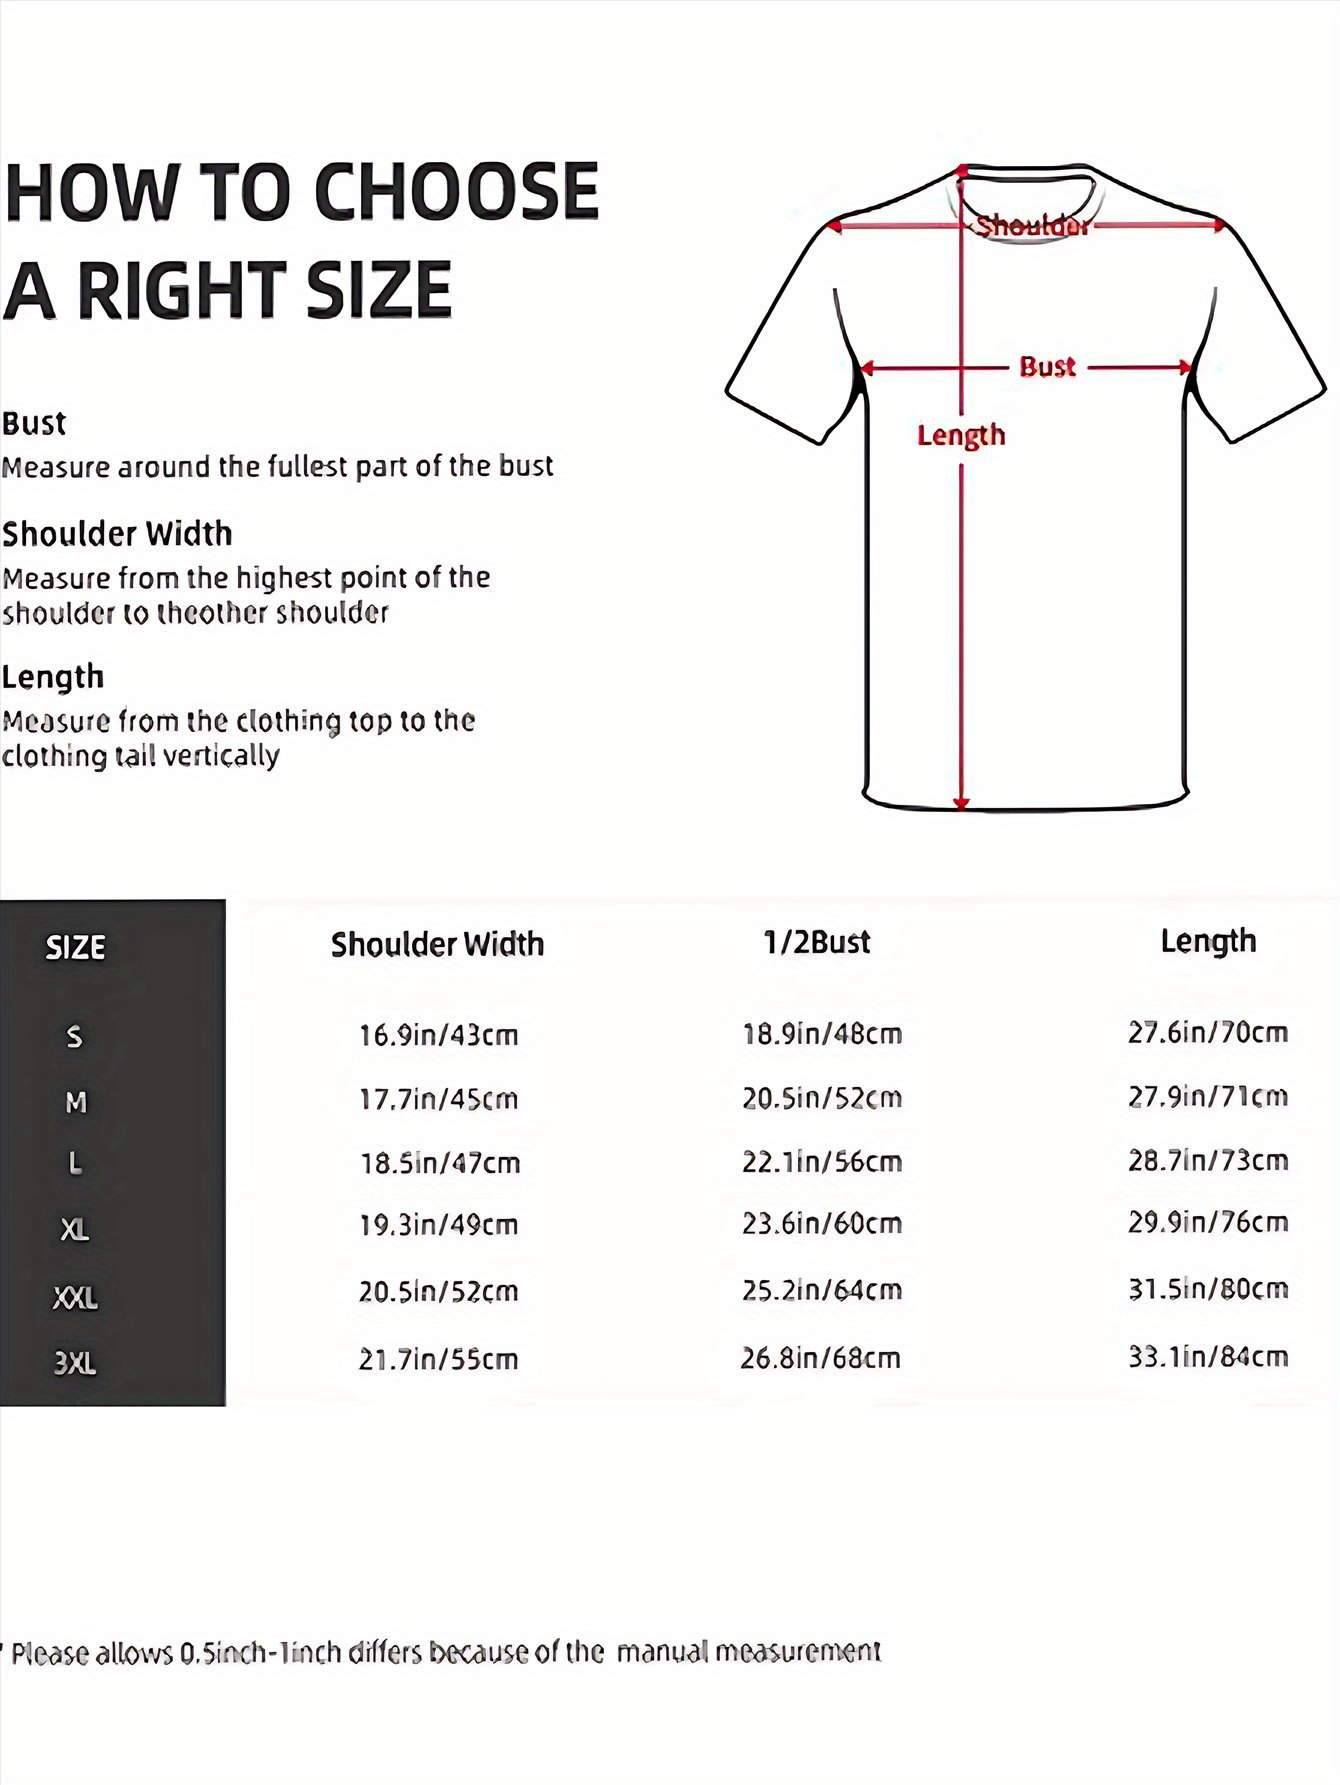 HOW TO CHOOSE
A RIGHT SIZE
Bust
Measure around the fullest part of the bust
Shoulder Width
Measure from the highest point of the
shoulder to theother shoulder
Length
Measure from the clothing top to the
clothing tail vertically
Shoulder
Bust
Length
SIZE Shoulder Width 1/2Bust Length
S 16.9in/43cm 18.9in/48cm 27.6in/70cm
M 17.7in/45cm 20.5in/52cm 27.9in/71cm
L 18.5in/47cm 22.1in/56cm 28.7in/73cm
XL 19.3in/49cm 23.6in/60cm 29.9in/76cm
XXL 20.5in/52cm 25.2in/64cm 31.5in/80cm
3XL 21.7in/55cm 26.8in/68cm 33.1in/84cm
* Please allows 0.5inch-1inch differs because of the manual measurement